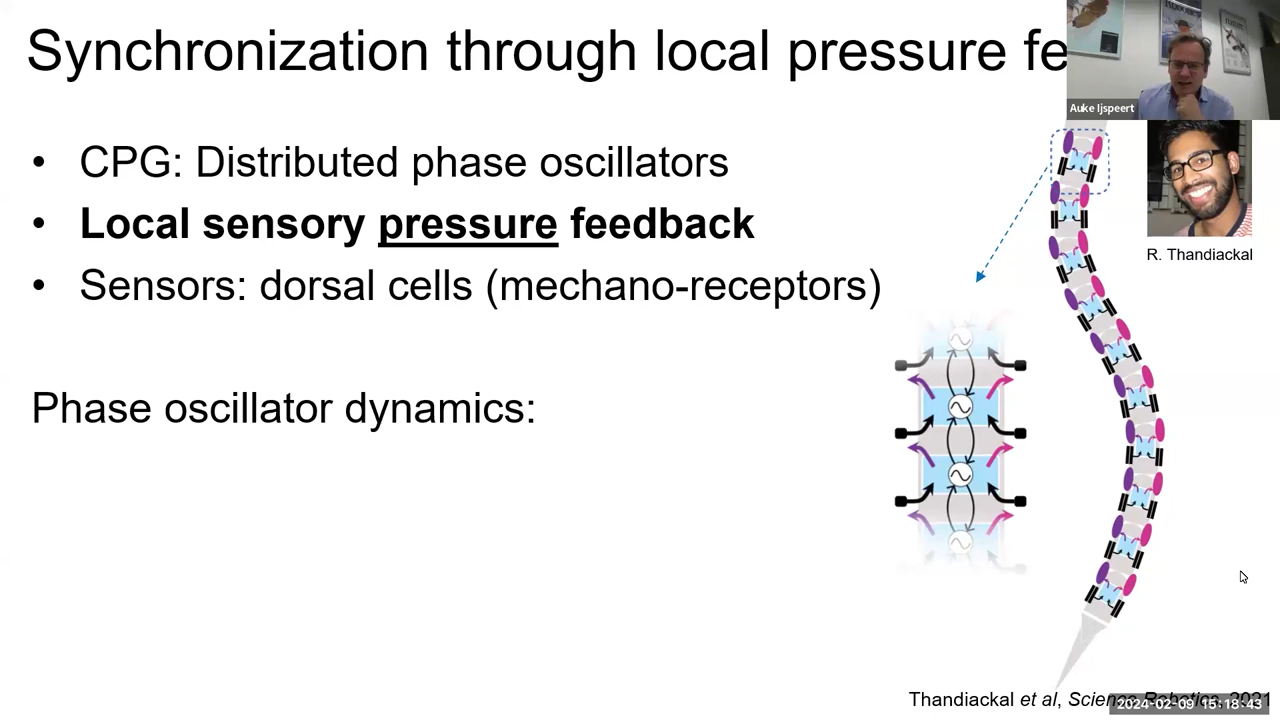 Synchronization through local pressure fe
Auke Ijspeert
• CPG: Distributed phase oscillators
• Local sensory pressure feedback
• Sensors: dorsal cells (mechano-receptors)
R. Thandiackal
Phase oscillator dynamics:
Thandiackal et al, Science Robotics, 2021
2024-02-09 15:18:43